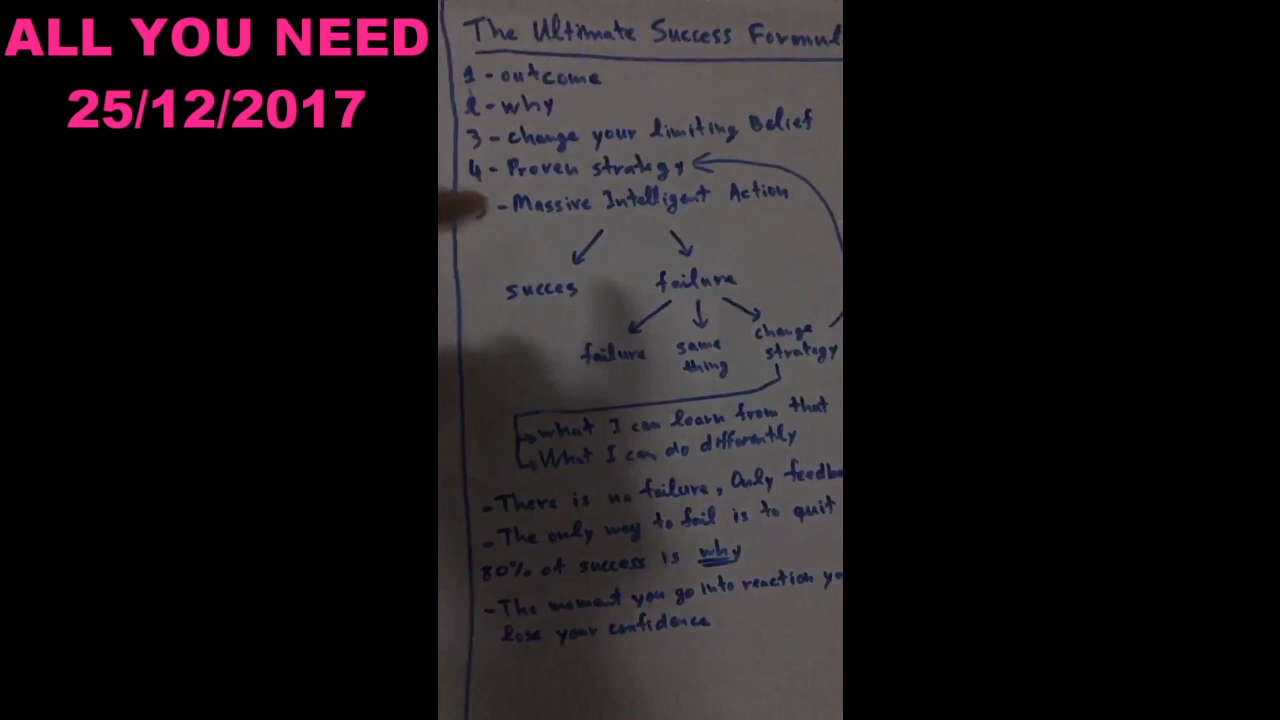 ALL YOU NEED
25/12/2017
The Ultimate Success Formul
1 - outcome
2 - why
3 - change your limiting Belief
4 - Proven strategy
- Massive Intelligent Action
succes failure
failure same thing change strategy
what I can learn from that
What I can do differently
- There is no failure, Only feedba
- The only way to fail is to quit
80% of success is why
- The moment you go into reaction yo
lose your confidence